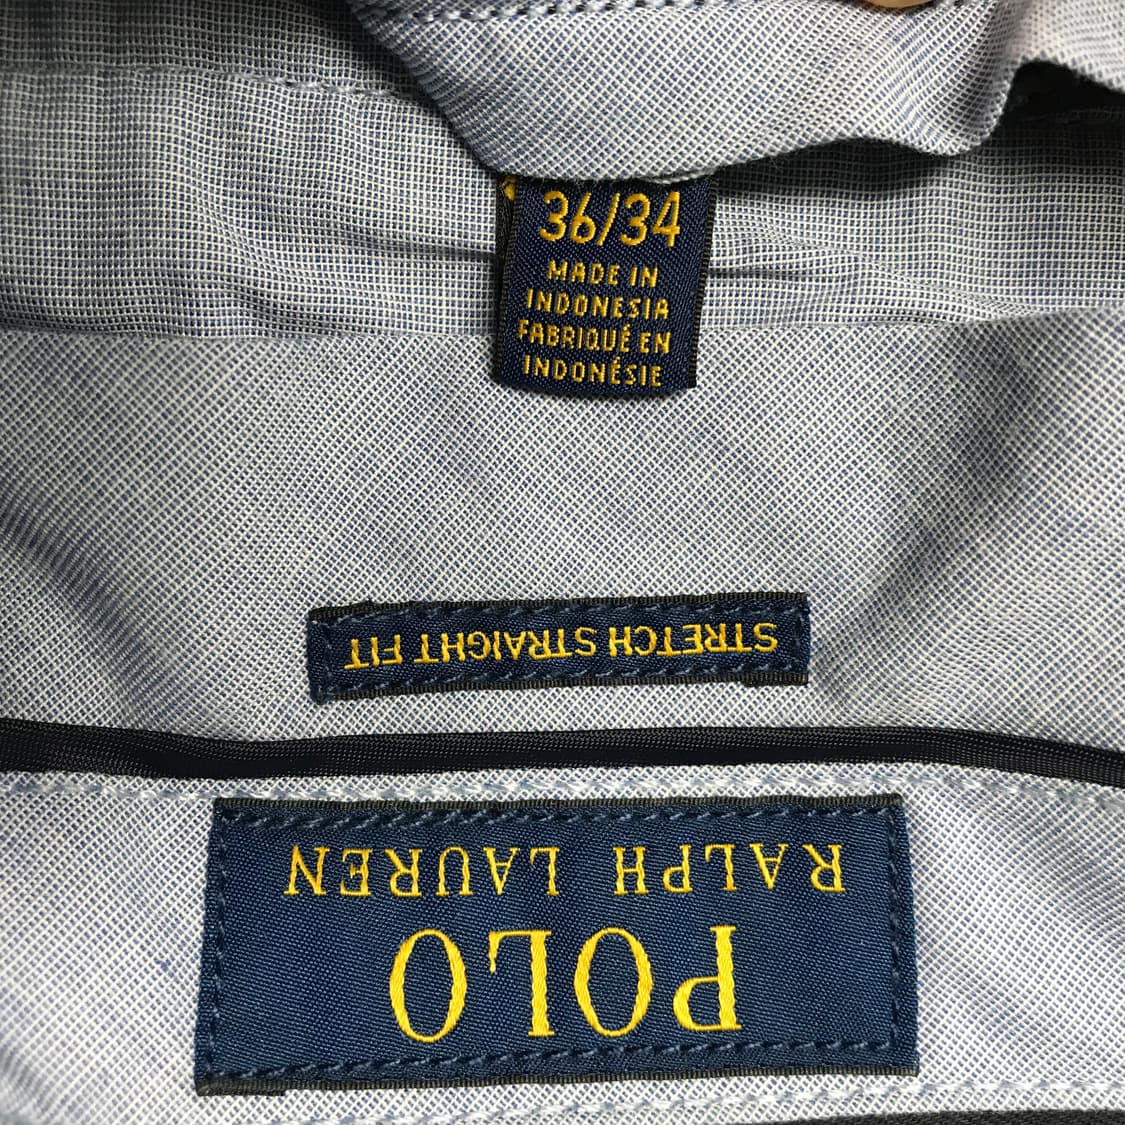 36/34
MADE IN
INDONESIA
FABRIQUÉ EN
INDONÉSIE
STRETCH STRAIGHT FIT
POLO
RALPH LAUREN